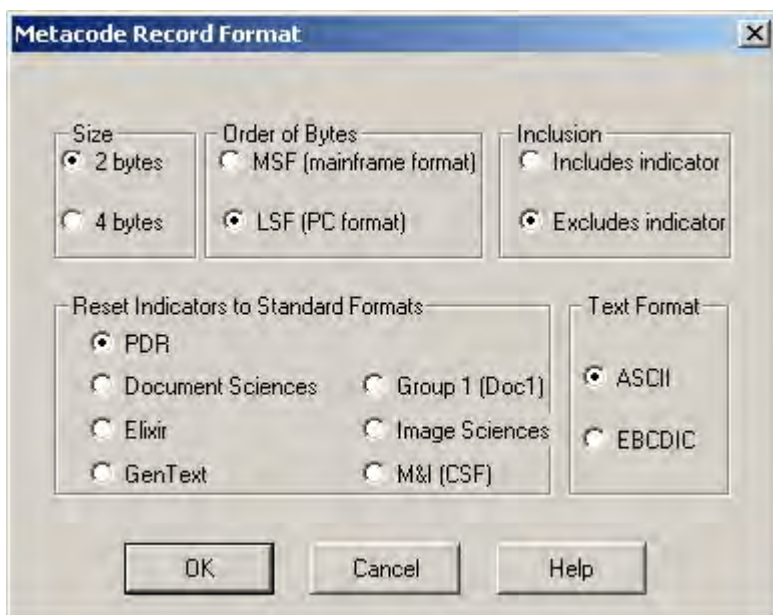 Metacode Record Format
Size
2 bytes
4 bytes
Order of Bytes
MSF (mainframe format)
LSF (PC format)
Inclusion
Includes indicator
Excludes indicator
Reset Indicators to Standard Formats
PDR
Document Sciences
Group 1 (Doc1)
Elixir
Image Sciences
GenText
M&I (CSF)
Text Format
ASCII
EBCDIC
OK
Cancel
Help